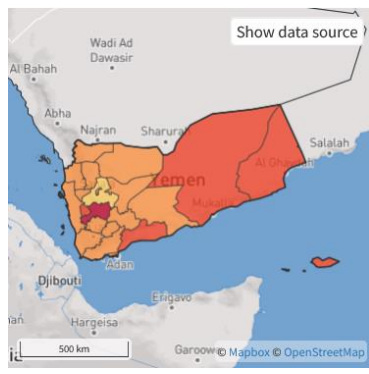 Show data source
Wadi Ad
Dawasir
Al Bahah
Abha
Najran
Sharurah
Salalah
Al Ghaydah
Yemen
Mukalla
Adan
Djibouti
Erigavo
Hargeisa
500 km
Garoowe
© Mapbox © OpenStreetMap